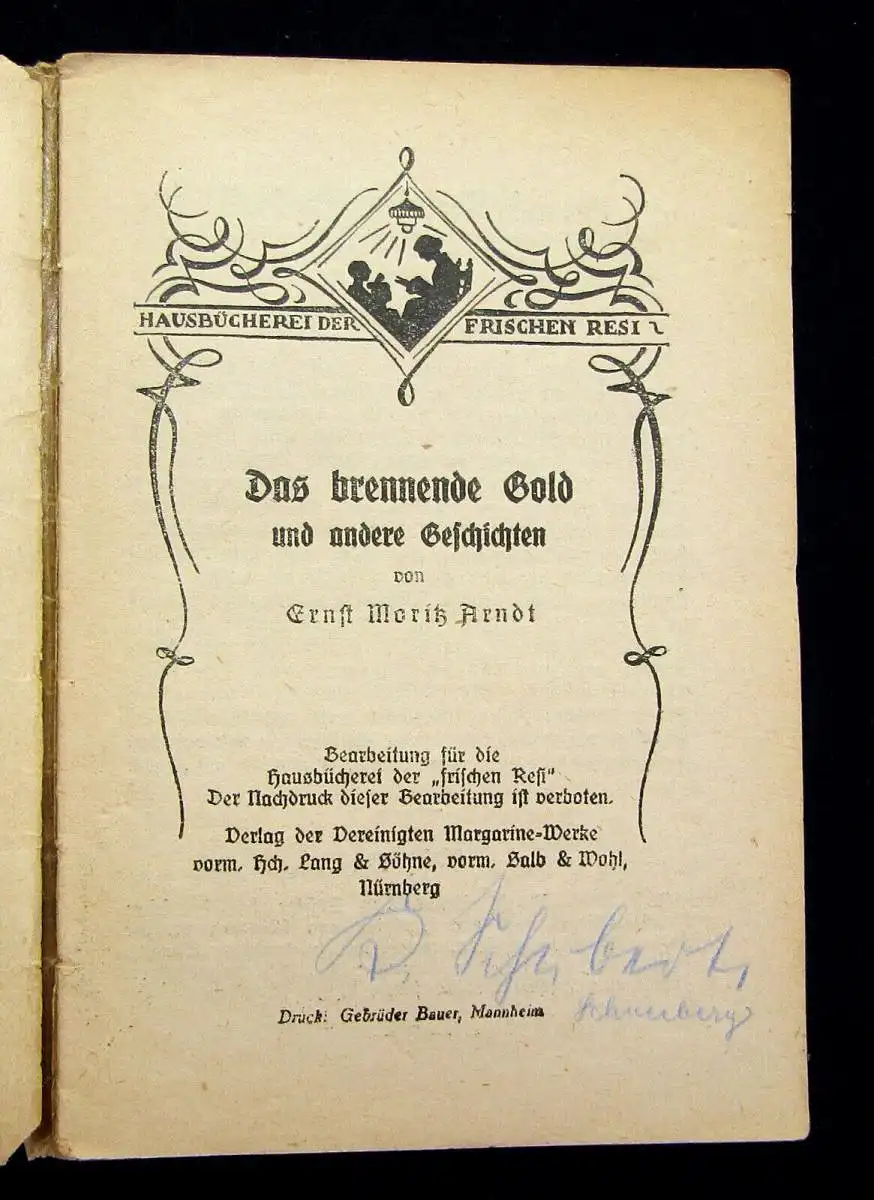 HAUSBÜCHEREI DER FRISCHEN RESI
Das brennende Gold
und andere Geschichten
von
Ernst Moritz Arndt
Bearbeitung für die
Hausbücherei der „frischen Resi“
Der Nachdruck dieser Bearbeitung ist verboten.
Verlag der Vereinigten Margarine-Werke
vorm. Hch. Lang & Söhne, vorm. Salb & Wohl,
Nürnberg
Schubert,
Druck: Gebrüder Bauer, Mannheim